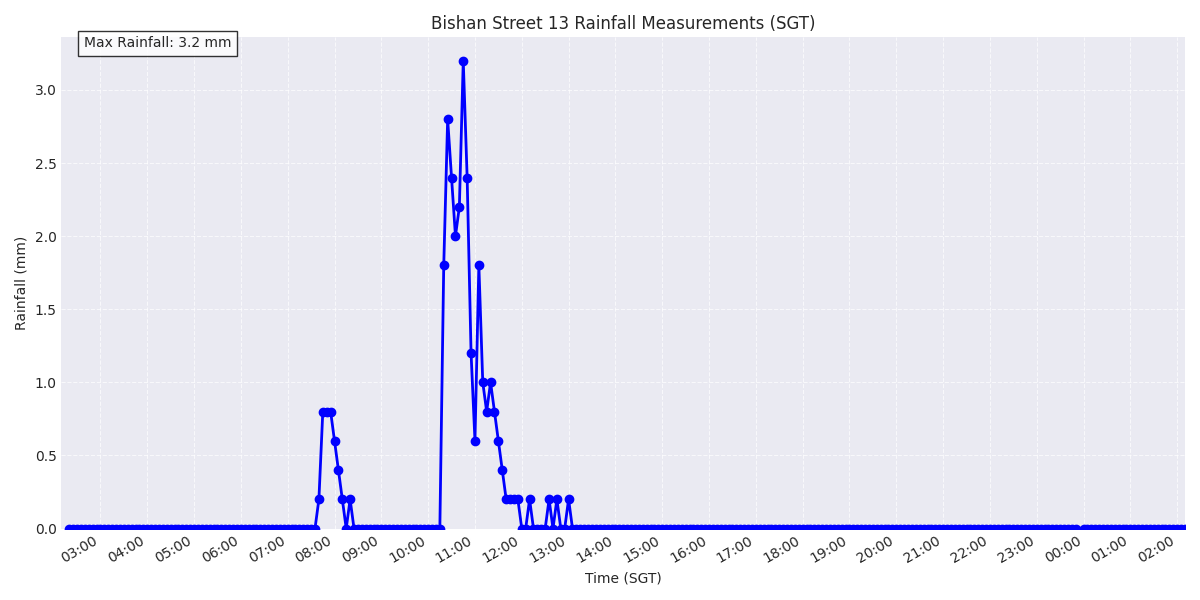 Bishan Street 13 Rainfall Measurements (SGT)
Max Rainfall: 3.2 mm
Rainfall (mm)
3.0
2.5
2.0
1.5
1.0
0.5
0.0
03:00 04:00 05:00 06:00 07:00 08:00 09:00 10:00 11:00 12:00 13:00 14:00 15:00 16:00 17:00 18:00 19:00 20:00 21:00 22:00 23:00 00:00 01:00 02:00
Time (SGT)